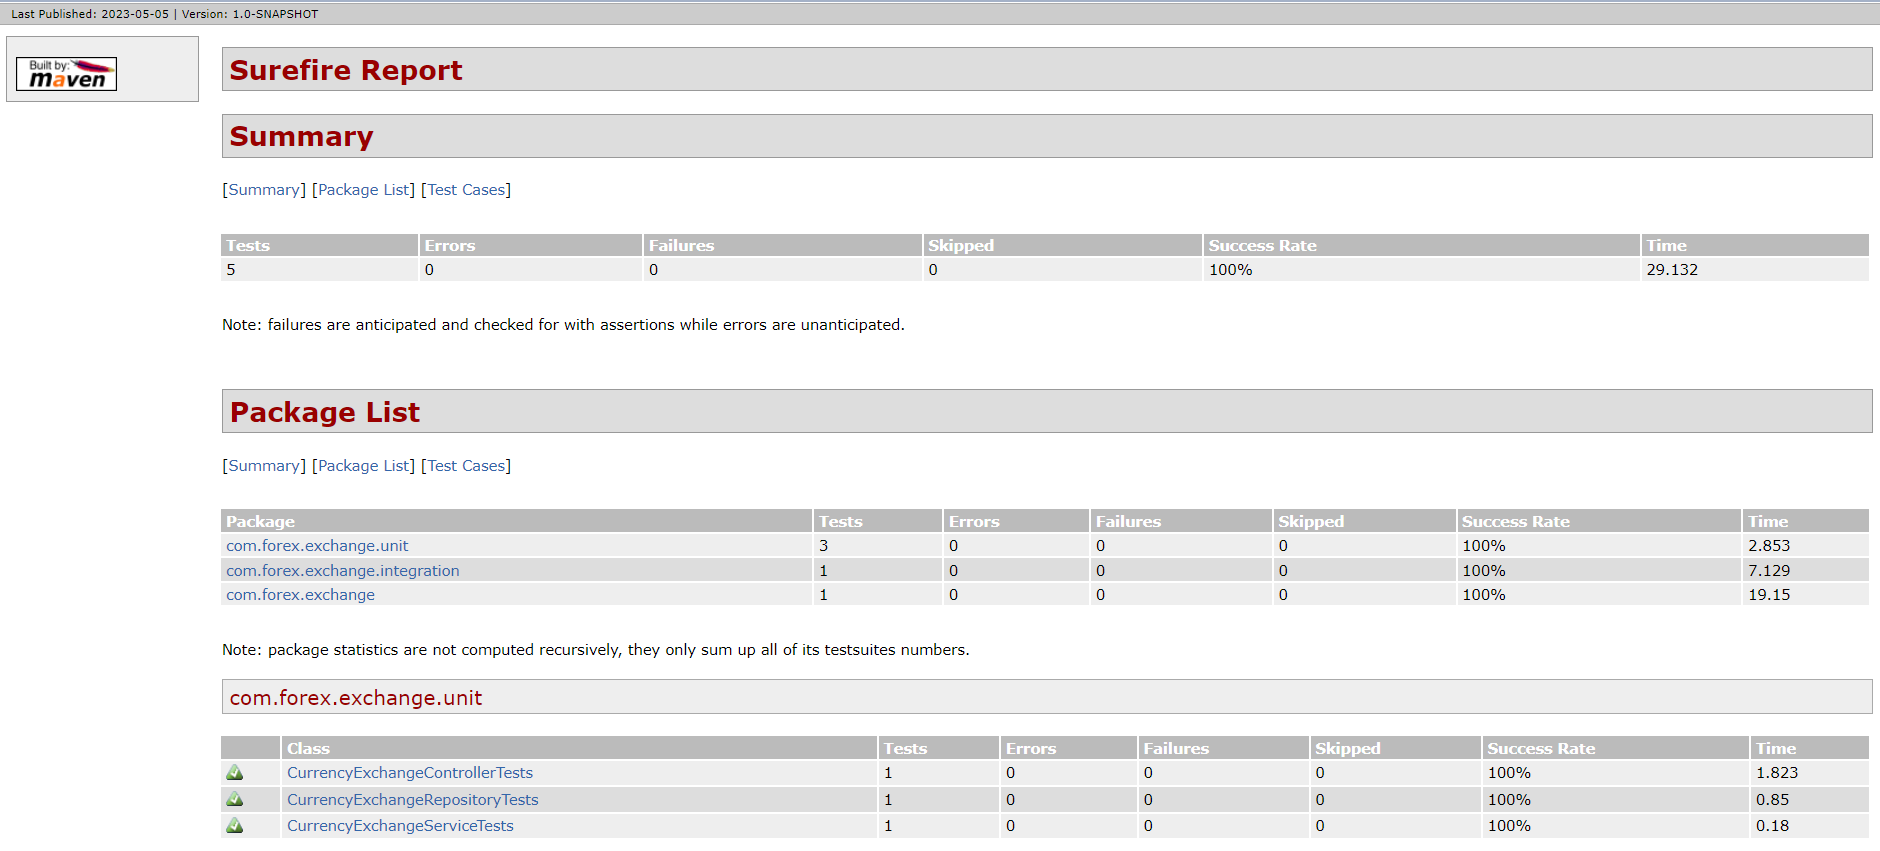 Last Published: 2023-05-05 | Version: 1.0-SNAPSHOT
Built by:
maven
Surefire Report
Summary
[Summary] [Package List] [Test Cases]
Tests Errors Failures Skipped Success Rate Time
5 0 0 0 100% 29.132
Note: failures are anticipated and checked for with assertions while errors are unanticipated.
Package List
[Summary] [Package List] [Test Cases]
Package Tests Errors Failures Skipped Success Rate Time
com.forex.exchange.unit 3 0 0 0 100% 2.853
com.forex.exchange.integration 1 0 0 0 100% 7.129
com.forex.exchange 1 0 0 0 100% 19.15
Note: package statistics are not computed recursively, they only sum up all of its testsuites numbers.
com.forex.exchange.unit
Class Tests Errors Failures Skipped Success Rate Time
CurrencyExchangeControllerTests 1 0 0 0 100% 1.823
CurrencyExchangeRepositoryTests 1 0 0 0 100% 0.85
CurrencyExchangeServiceTests 1 0 0 0 100% 0.18